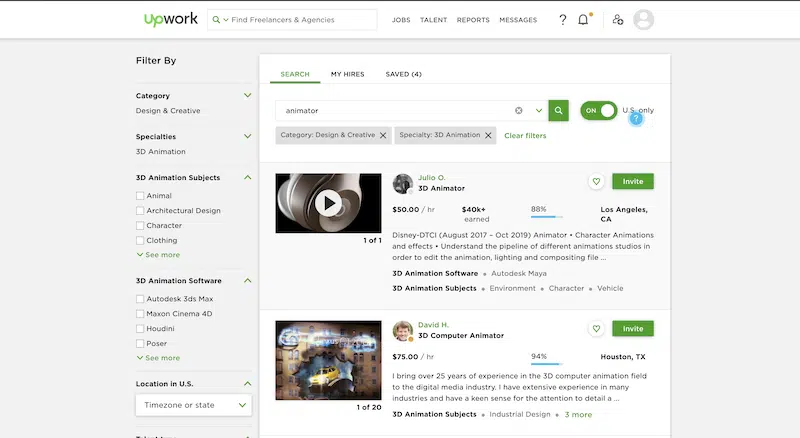 upwork
Find Freelancers & Agencies
JOBS TALENT REPORTS MESSAGES
?
Filter By
Category
Design & Creative
Specialties
3D Animation
3D Animation Subjects
Animal
Architectural Design
Character
Clothing
See more
3D Animation Software
Autodesk 3ds Max
Maxon Cinema 4D
Houdini
Poser
See more
Location in U.S.
Timezone or state
SEARCH MY HIRES SAVED (4)
animator
ON
U.S. only
?
Category: Design & Creative
Specialty: 3D Animation
Clear filters
1 of 1
Julio O.
3D Animator
Invite
$50.00 / hr
$40k+
earned
88%
Los Angeles,
CA
Disney-DTCI (August 2017 – Oct 2019) Animator • Character Animations
and effects • Understand the pipeline of different animations studios in
order to edit the animation, lighting and compositing file ...
3D Animation Software • Autodesk Maya
3D Animation Subjects • Environment • Character • Vehicle
1 of 20
David H.
3D Computer Animator
Invite
$75.00 / hr
94%
Houston, TX
I bring over 25 years of experience in the 3D computer animation field
to the digital media industry. I have extensive experience in many
industries and have a keen sense for the attention to detail a ...
3D Animation Subjects • Industrial Design • 3 more